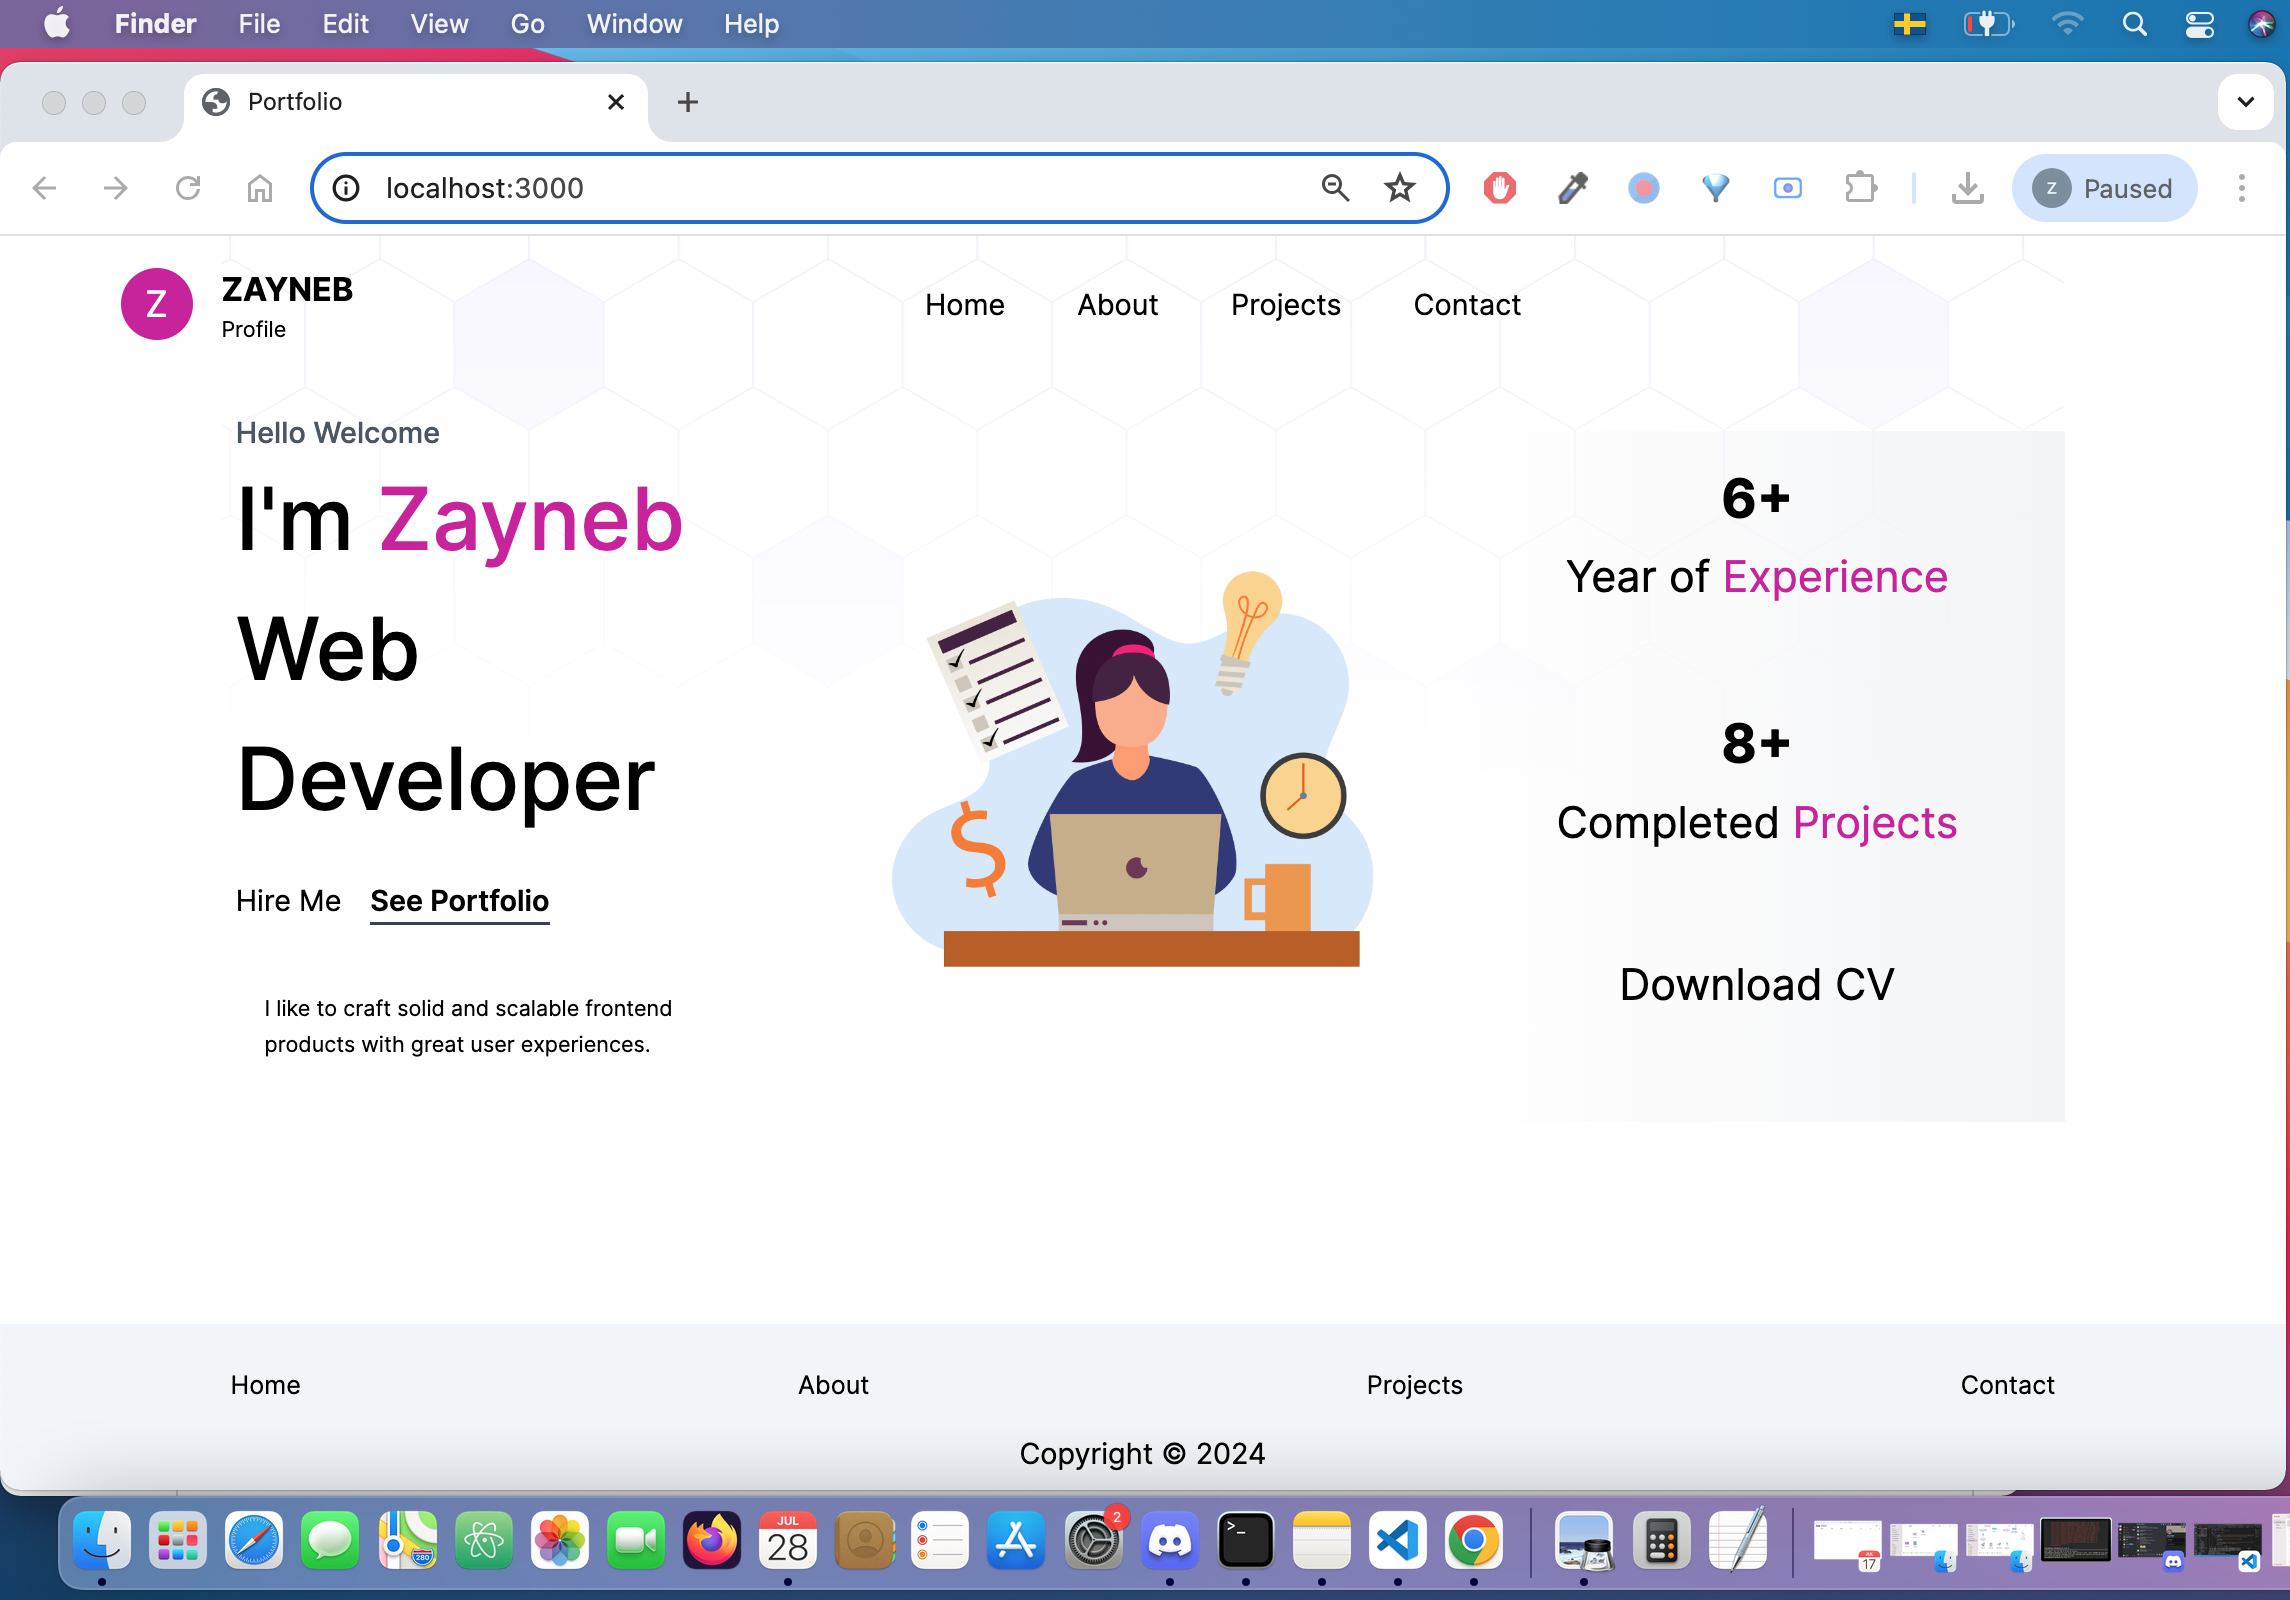 Finder File Edit View Go Window Help
Portfolio
localhost:3000
z Paused
Z
ZAYNEB
Profile
Home About Projects Contact
Hello Welcome
I'm Zayneb
Web
Developer
Hire Me See Portfolio
I like to craft solid and scalable frontend
products with great user experiences.
$
6+
Year of Experience
8+
Completed Projects
Download CV
Home About Projects Contact
Copyright © 2024
280
JUL
28
2
>_
17